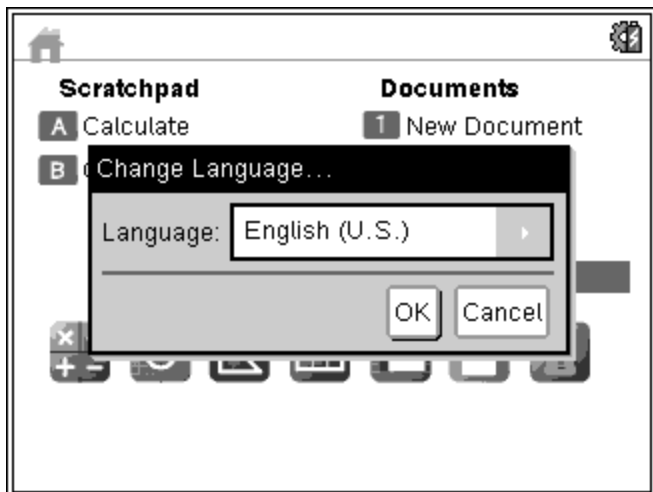 Scratchpad
Documents
A Calculate
1 New Document
B
Change Language...
Language: English (U.S.)
OK Cancel